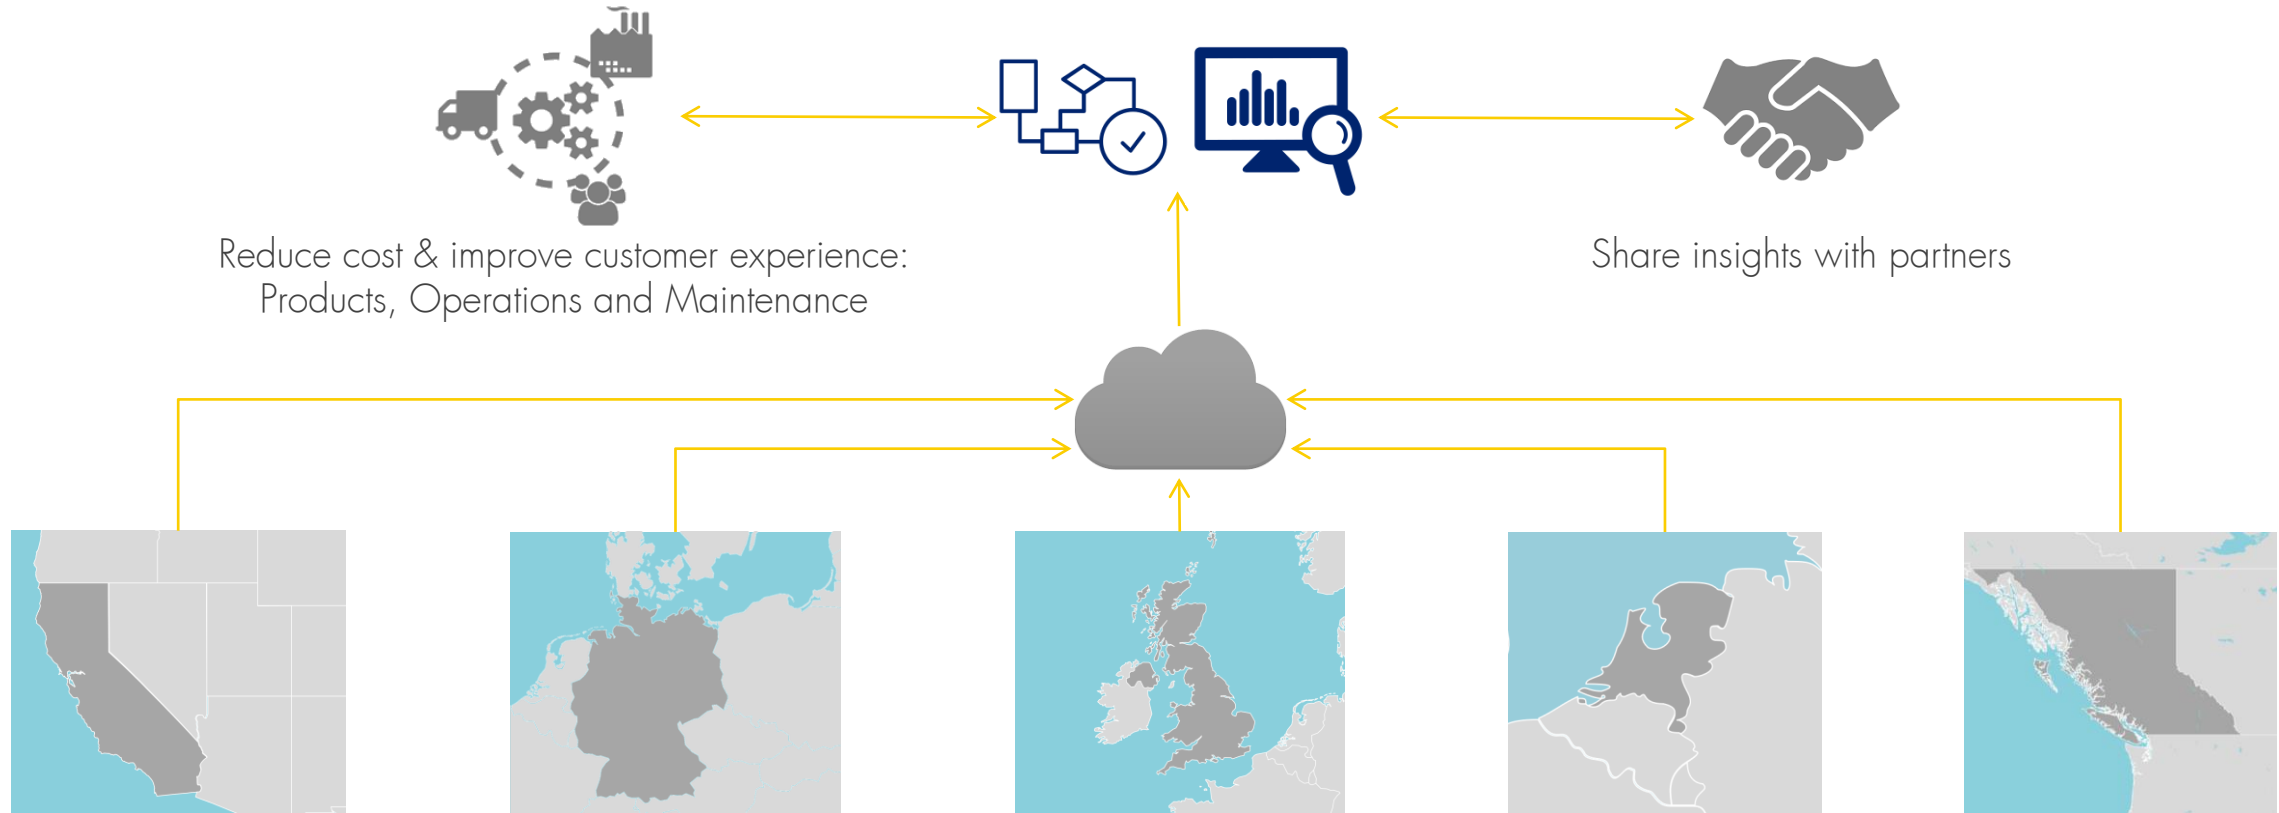 Reduce cost & improve customer experience:
Products, Operations and Maintenance
Share insights with partners